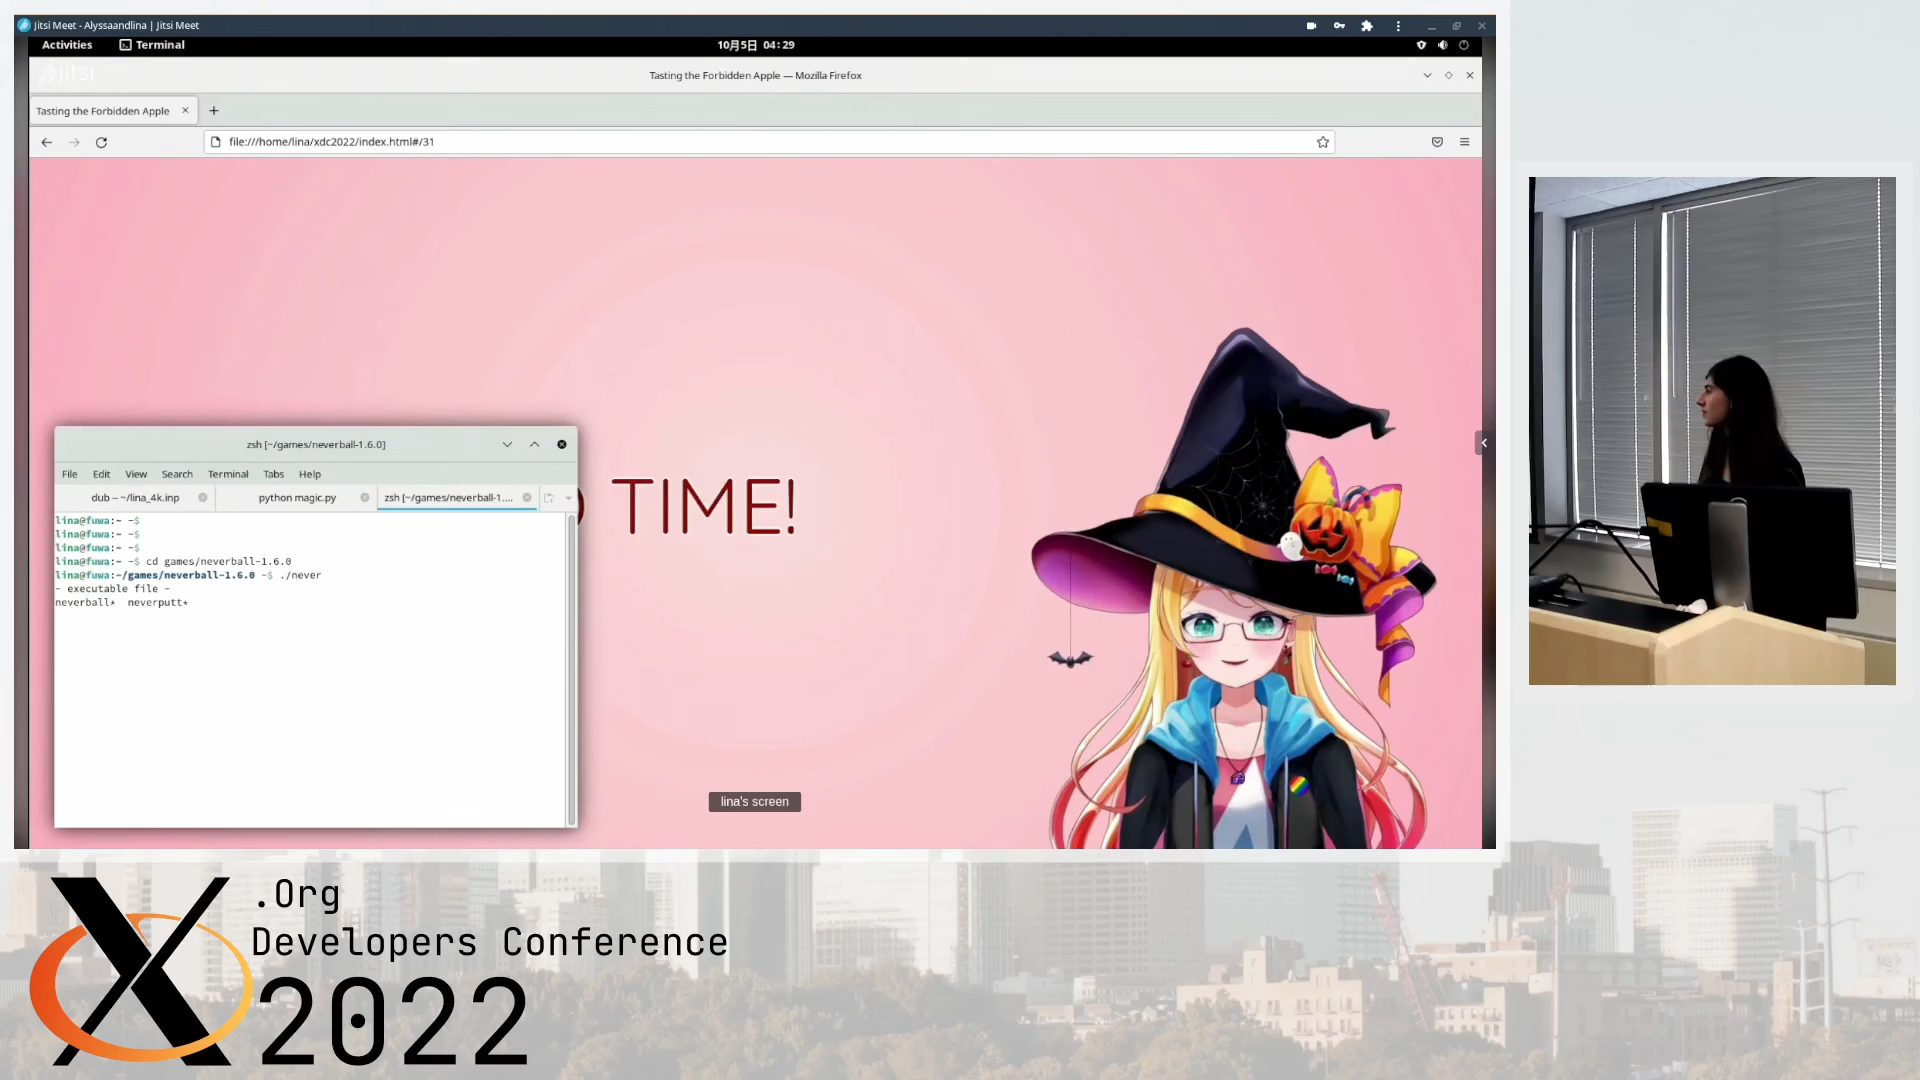 Jitsi Meet - Alyssaandlina | Jitsi Meet
Activities
Terminal
10月5日 04:29
jitsi
Tasting the Forbidden Apple — Mozilla Firefox
Tasting the Forbidden Apple
file:///home/lina/xdc2022/index.html#/31
TIME!
zsh [~/games/neverball-1.6.0]
File Edit View Search Terminal Tabs Help
dub -- ~/lina_4k.inp
python magic.py
zsh [~/games/neverball-1....
lina@fuwa:~ -$
lina@fuwa:~ -$
lina@fuwa:~ -$
lina@fuwa:~ -$ cd games/neverball-1.6.0
lina@fuwa:~/games/neverball-1.6.0 -$ ./never
- executable file -
neverball* neverputt*
lina's screen
X.Org
Developers Conference
2022